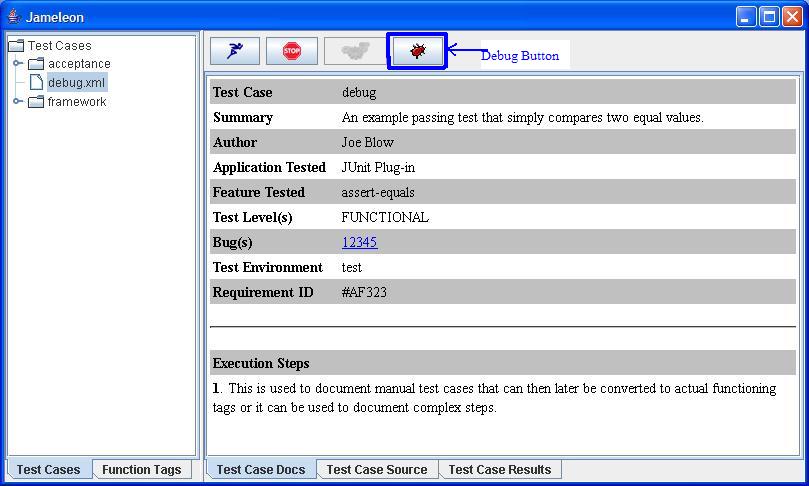 Jameleon
Test Cases
acceptance
debug.xml
framework
STOP
Debug Button
Test Case debug
Summary An example passing test that simply compares two equal values.
Author Joe Blow
Application Tested JUnit Plug-in
Feature Tested assert-equals
Test Level(s) FUNCTIONAL
Bug(s) 12345
Test Environment test
Requirement ID #AF323
Execution Steps
1. This is used to document manual test cases that can then later be converted to actual functioning
tags or it can be used to document complex steps.
Test Cases Function Tags
Test Case Docs Test Case Source Test Case Results